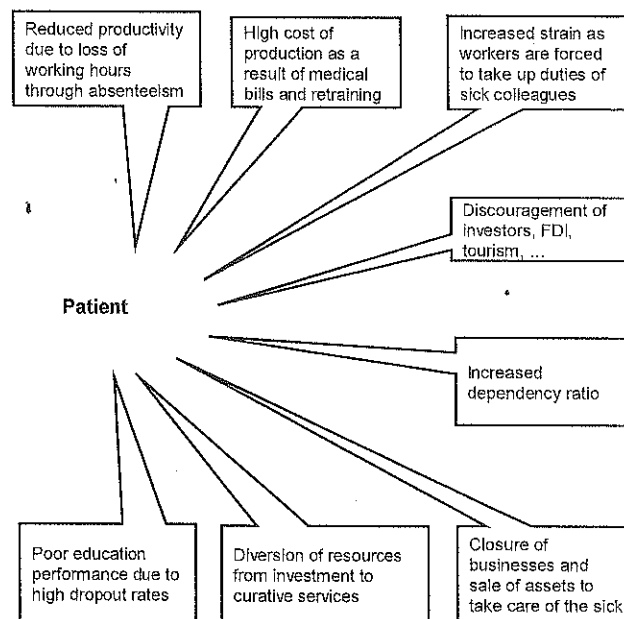 Reduced productivity
due to loss of
working hours
through absenteeism
High cost of
production as a
result of medical
bills and retraining
Increased strain as
workers are forced
to take up duties of
sick colleagues
Discouragement of
investors, FDI,
tourism, ...
Patient
Increased
dependency ratio
Poor education
performance due to
high dropout rates
Diversion of resources
from investment to
curative services
Closure of
businesses and
sale of assets to
take care of the sick